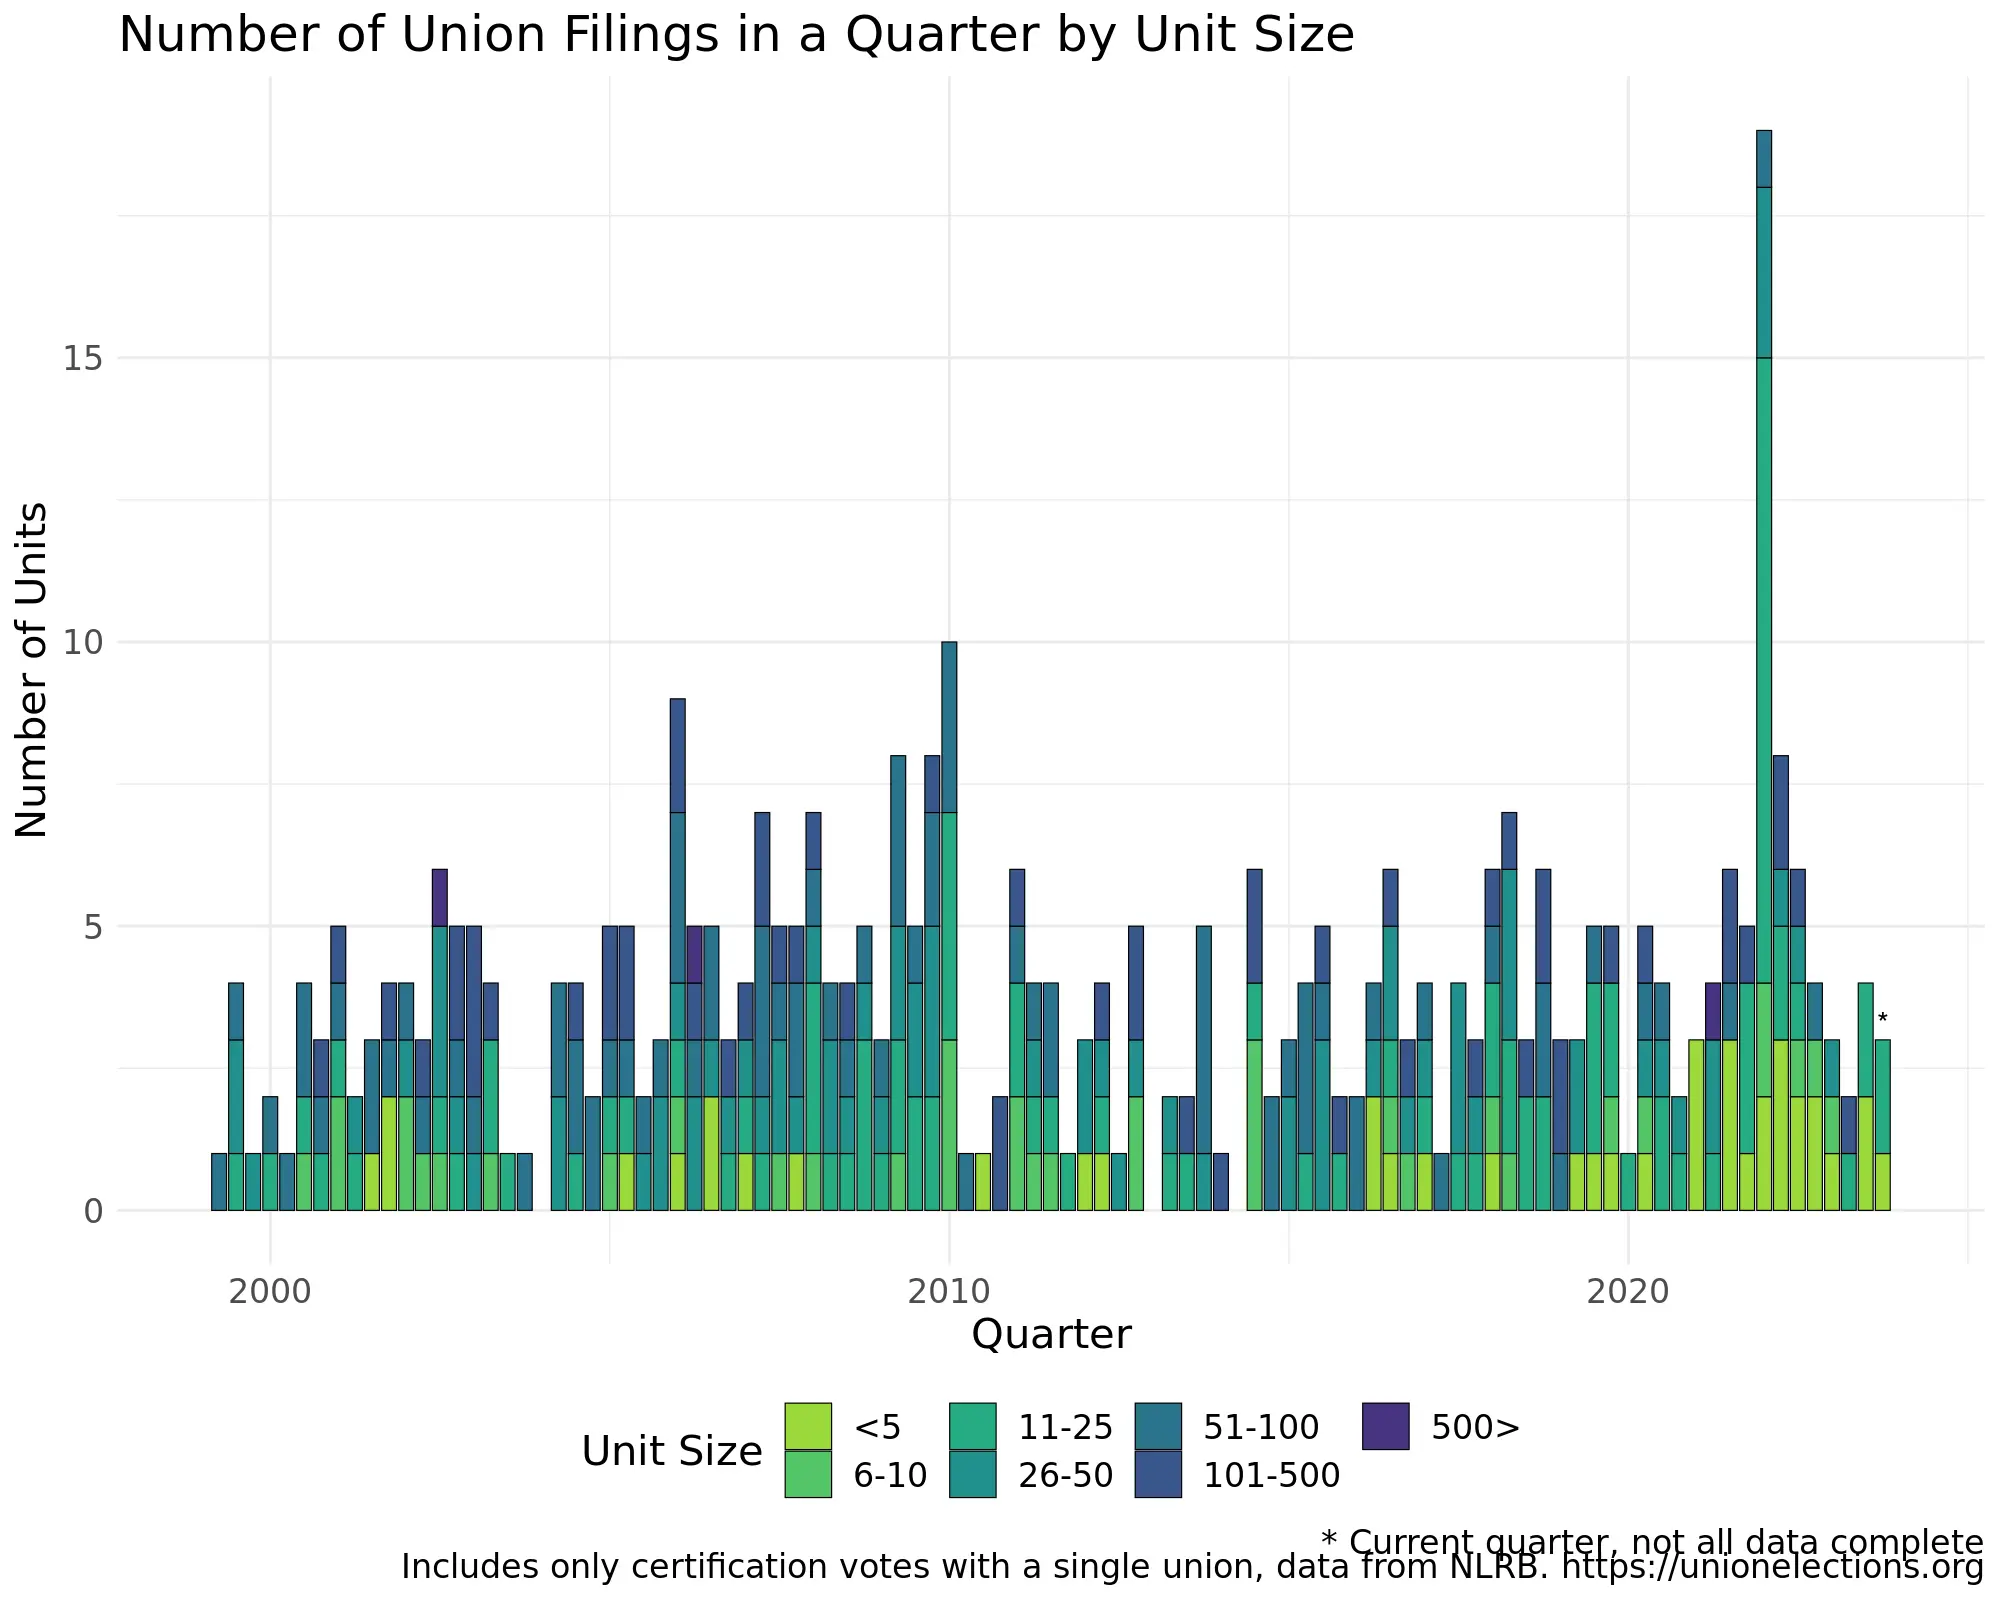 Number of Union Filings in a Quarter by Unit Size
Number of Units
15
10
5
0
2000 2010 2020
*
Quarter
Unit Size
<5 11-25 51-100 500>
6-10 26-50 101-500
* Current quarter, not all data complete
Includes only certification votes with a single union, data from NLRB. https://unionelections.org